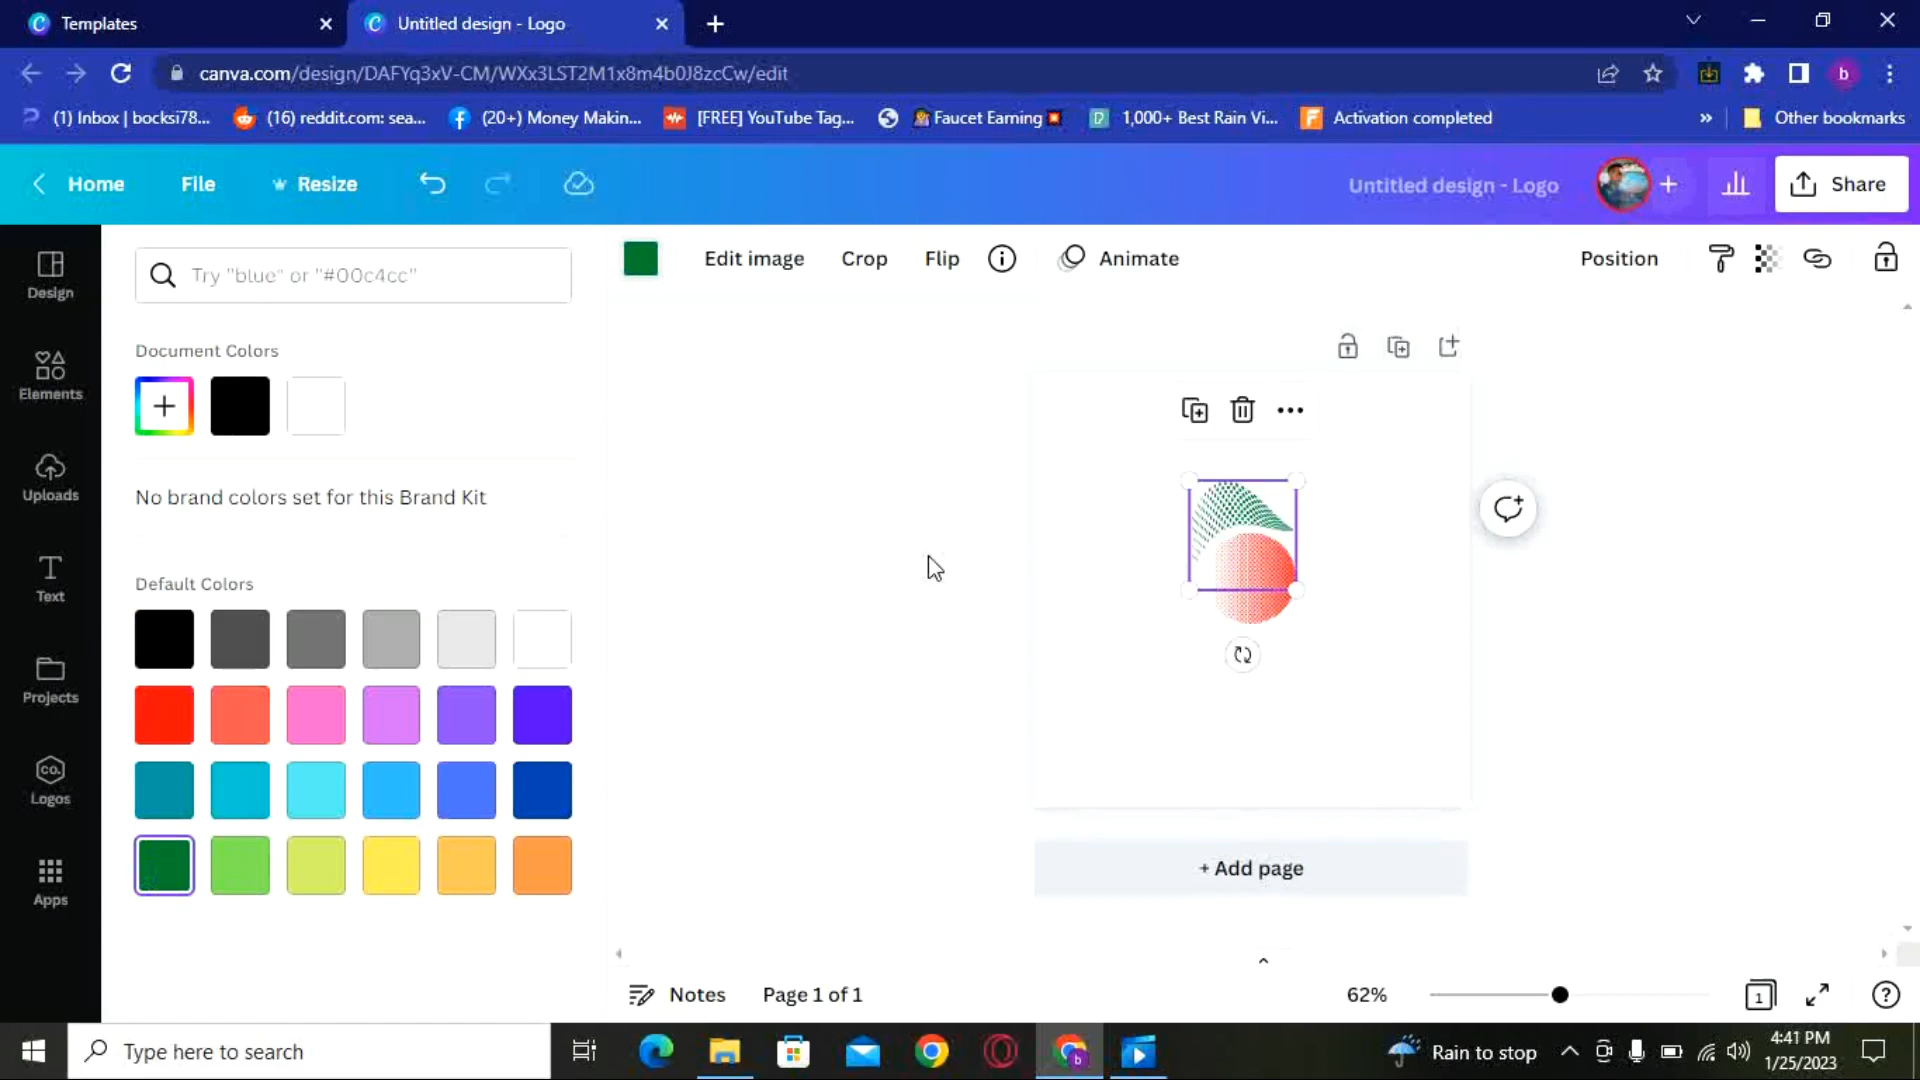 Templates
Untitled design - Logo
canva.com/design/DAFYq3xV-CM/WXx3LST2M1x8m4b0J8zcCw/edit
b
(1) Inbox | bocksi78...
(16) reddit.com: sea...
(20+) Money Makin...
[FREE] YouTube Tag...
Faucet Earning
1,000+ Best Rain Vi...
Activation completed
»
Other bookmarks
Home
File
Resize
Untitled design - Logo
Share
Design
Elements
Uploads
Text
Projects
CO.
Logos
Apps
Try "blue" or "#00c4cc"
Document Colors
No brand colors set for this Brand Kit
Default Colors
Edit image
Crop
Flip
Animate
Position
+ Add page
Notes
Page 1 of 1
62%
1
Type here to search
b
Rain to stop
4:41 PM
1/25/2023